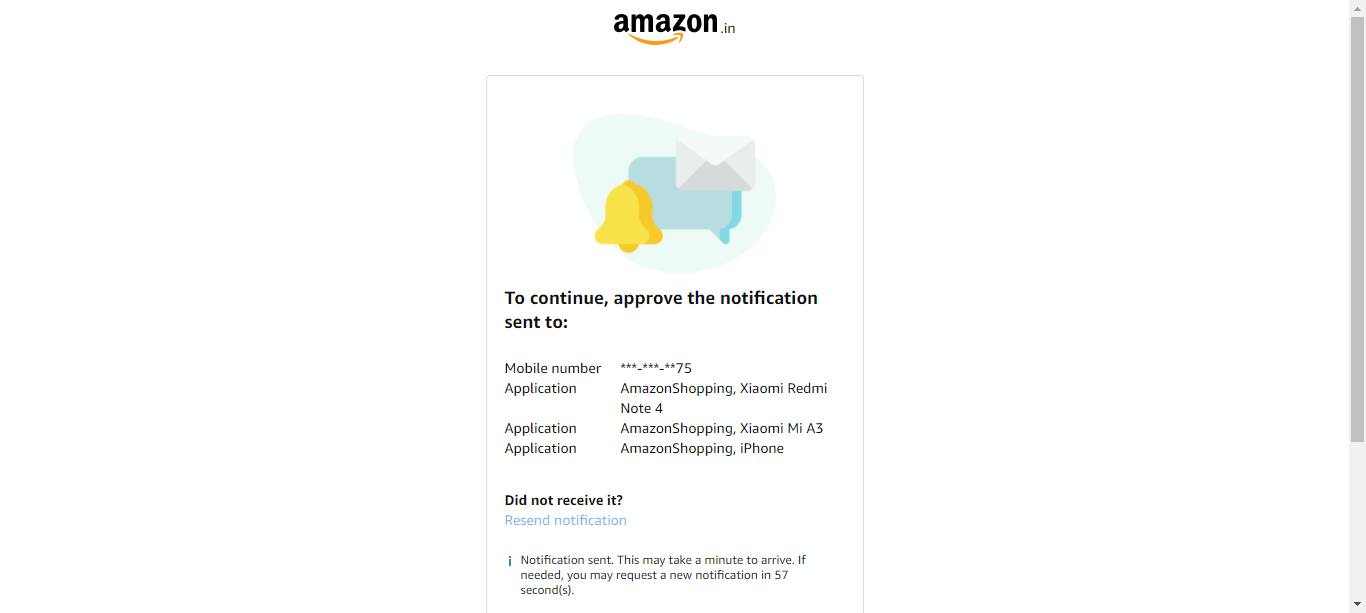 amazon.in
To continue, approve the notification
sent to:
Mobile number ***-***-**75
Application AmazonShopping, Xiaomi Redmi
Note 4
Application AmazonShopping, Xiaomi Mi A3
Application AmazonShopping, iPhone
Did not receive it?
Resend notification
i Notification sent. This may take a minute to arrive. If
needed, you may request a new notification in 57
second(s).